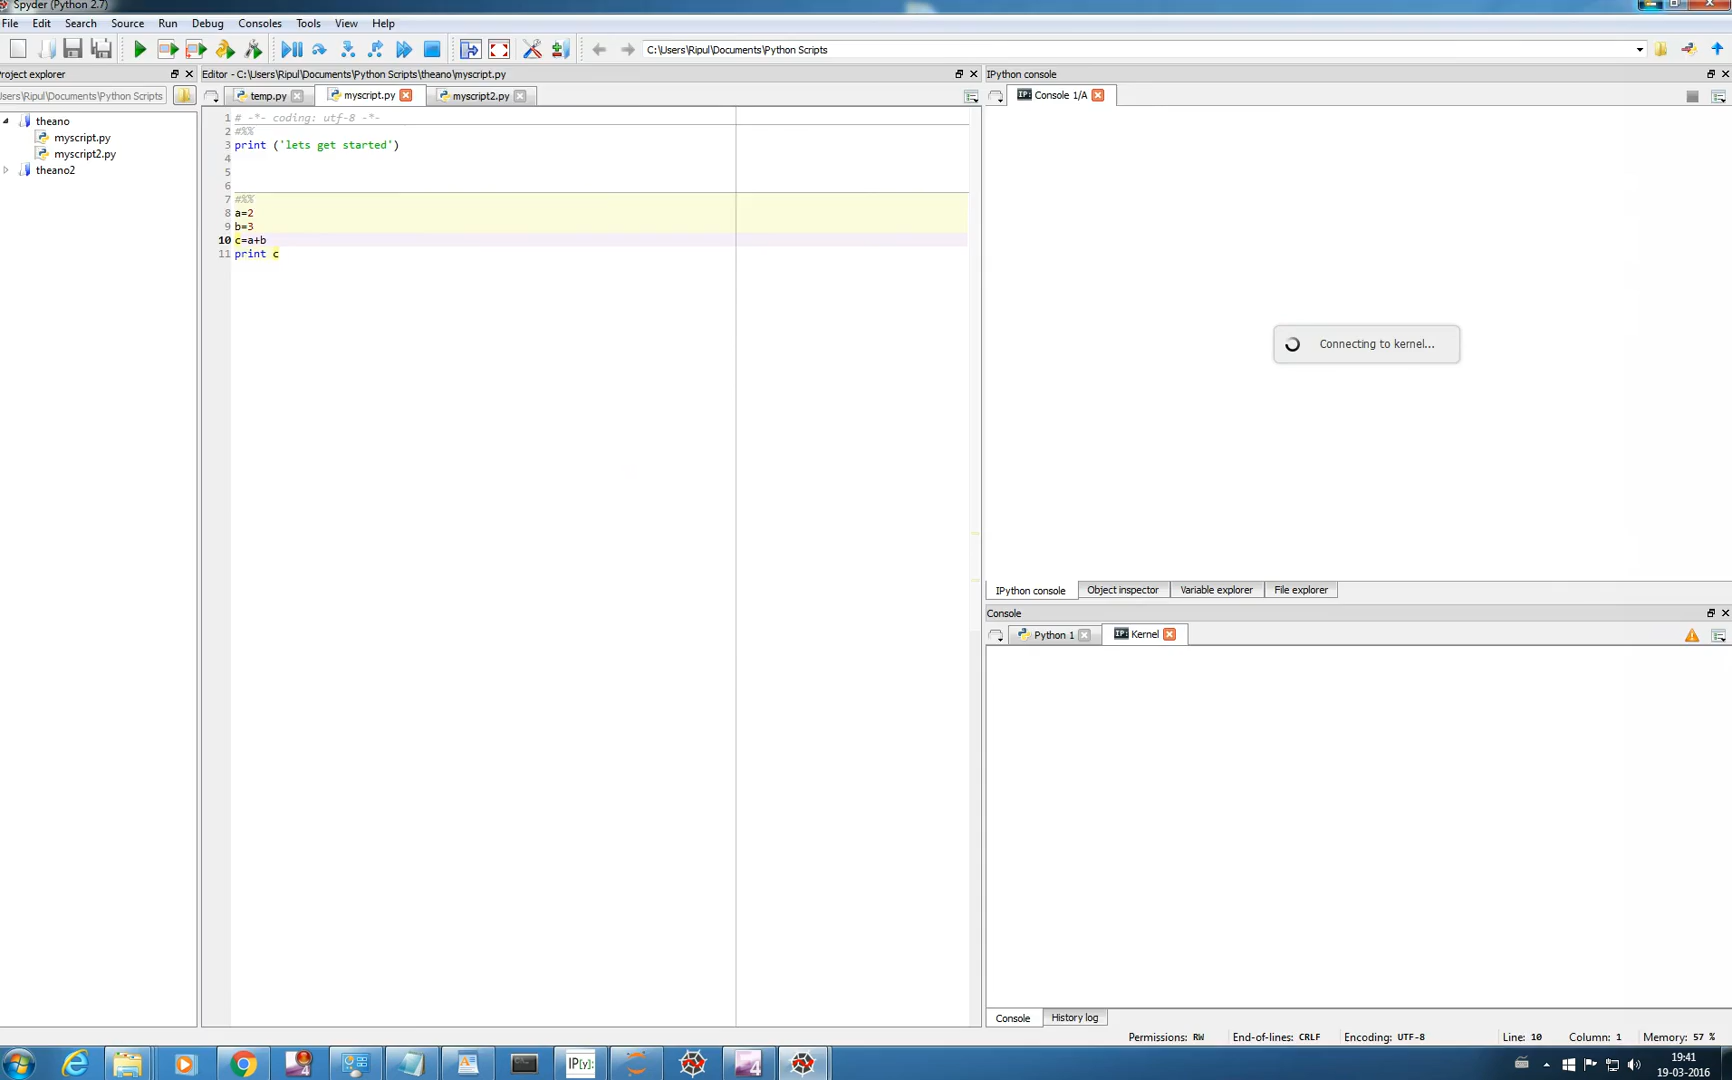 Spyder (Python 2.7)
File Edit Search Source Run Debug Consoles Tools View Help
C:\Users\Ripul\Documents\Python Scripts
roject explorer
Editor - C:\Users\Ripul\Documents\Python Scripts\theano\myscript.py
IPython console
sers\Ripul\Documents\Python Scripts
temp.py myscript.py myscript2.py
Console 1/A
theano
myscript.py
myscript2.py
theano2
1 # -*- coding: utf-8 -*-
2 #%%
3 print ('lets get started')
4
5
6
7 #%%
8 a=2
9 b=3
10 c=a+b
11 print c
Connecting to kernel...
IPython console Object inspector Variable explorer File explorer
Console
Python 1 Kernel
Console History log
Permissions: RW End-of-lines: CRLF Encoding: UTF-8 Line: 10 Column: 1 Memory: 57 %
IP[y]:
19:41
19-03-2016